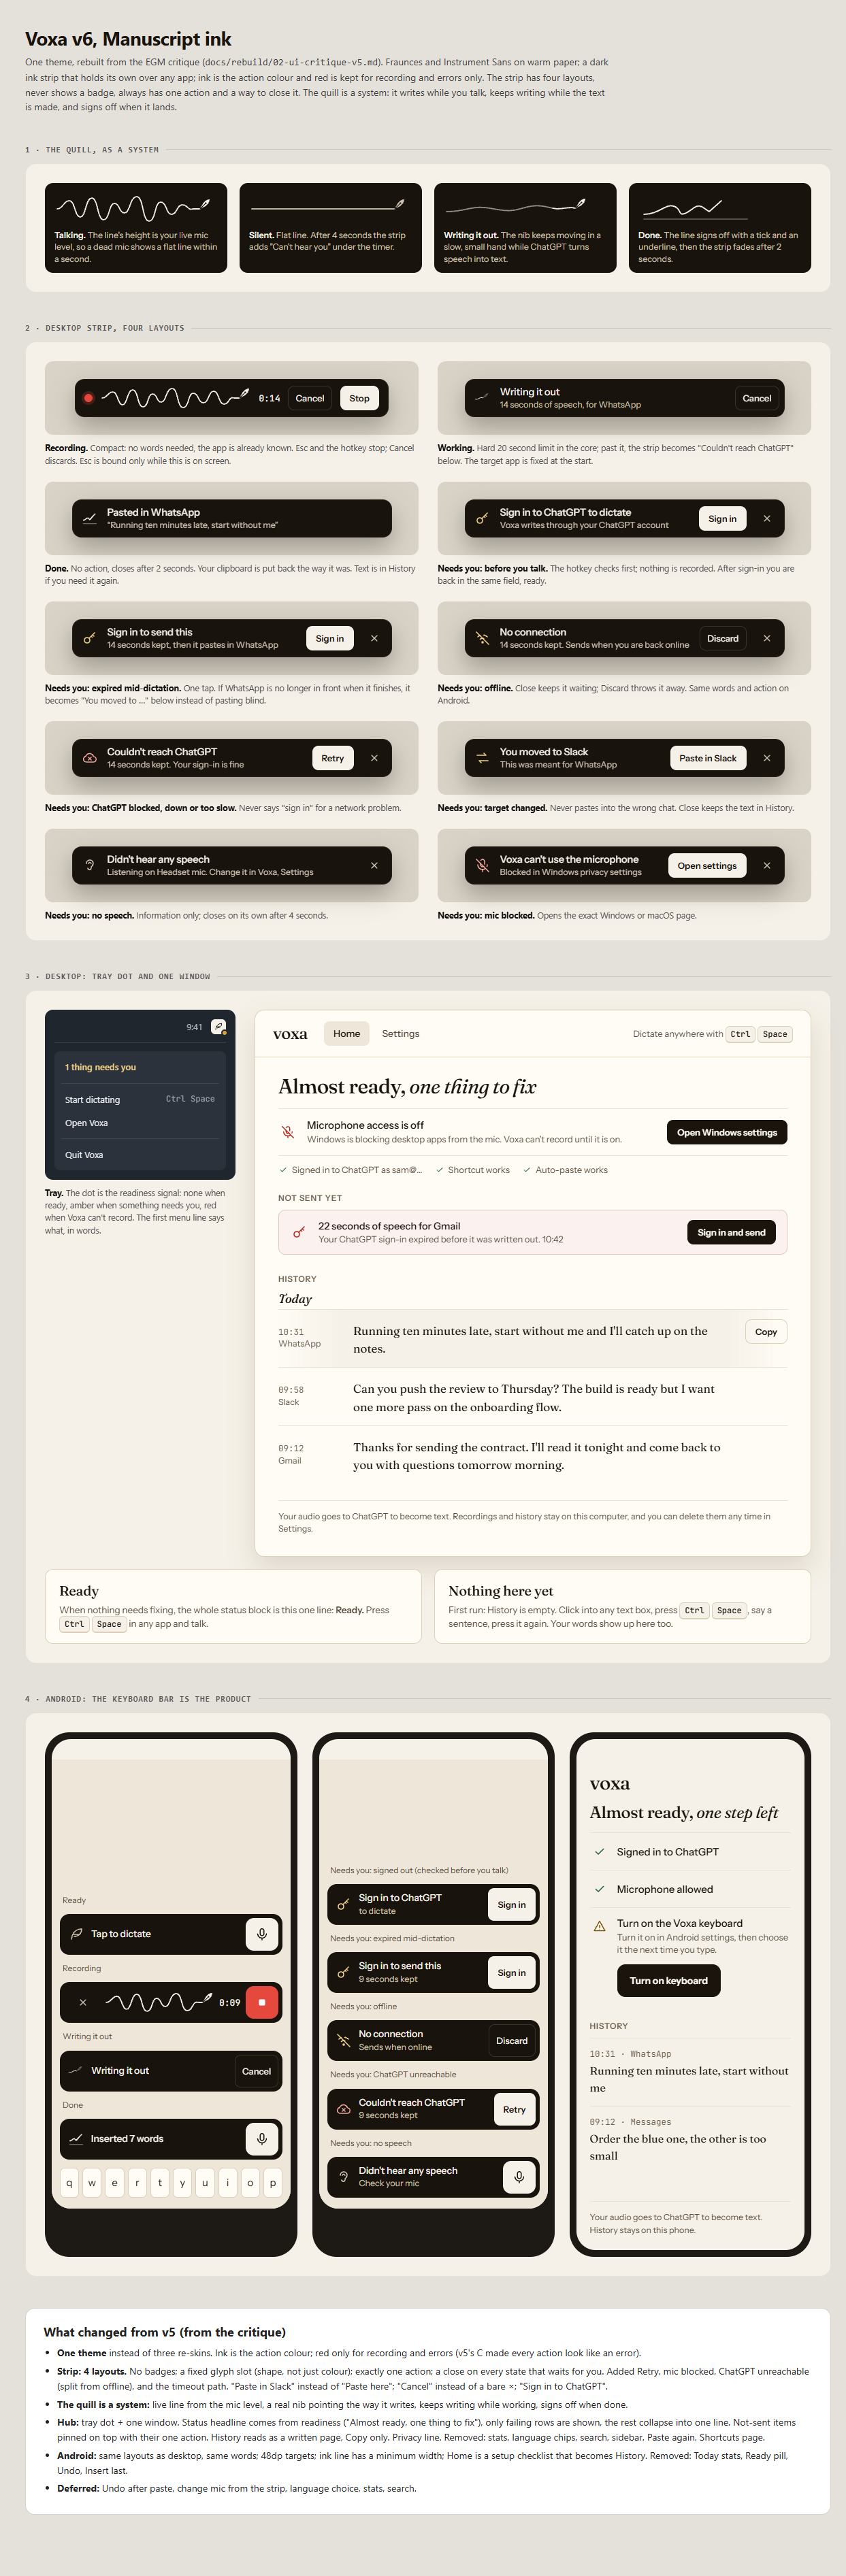 Voxa v6, Manuscript ink
One theme, rebuilt from the EGM critique (docs/rebuild/02-ui-critique-v5.md). Fraunces and Instrument Sans on warm paper; a dark
ink strip that holds its own over any app; ink is the action colour and red is kept for recording and errors only. The strip has four layouts,
never shows a badge, always has one action and a way to close it. The quill is a system: it writes while you talk, keeps writing while the text
is made, and signs off when it lands.
1 · THE QUILL, AS A SYSTEM
Talking. The line's height is your live mic
level, so a dead mic shows a flat line within
a second.
Silent. Flat line. After 4 seconds the strip
adds "Can't hear you" under the timer.
Writing it out. The nib keeps moving in a
slow, small hand while ChatGPT turns
speech into text.
Done. The line signs off with a tick and an
underline, then the strip fades after 2
seconds.
2 · DESKTOP STRIP, FOUR LAYOUTS
0:14 Cancel Stop
Recording. Compact: no words needed, the app is already known. Esc and the hotkey stop; Cancel
discards. Esc is bound only while this is on screen.
Writing it out
14 seconds of speech, for WhatsApp
Cancel
Working. Hard 20 second limit in the core; past it, the strip becomes "Couldn't reach ChatGPT"
below. The target app is fixed at the start.
Pasted in WhatsApp
"Running ten minutes late, start without me"
Done. No action, closes after 2 seconds. Your clipboard is put back the way it was. Text is in History
if you need it again.
Sign in to ChatGPT to dictate
Voxa writes through your ChatGPT account
Sign in ×
Needs you: before you talk. The hotkey checks first; nothing is recorded. After sign-in you are
back in the same field, ready.
Sign in to send this
14 seconds kept, then it pastes in WhatsApp
Sign in ×
Needs you: expired mid-dictation. One tap. If WhatsApp is no longer in front when it finishes, it
becomes "You moved to ..." below instead of pasting blind.
No connection
14 seconds kept. Sends when you are back online
Discard ×
Needs you: offline. Close keeps it waiting; Discard throws it away. Same words and action on
Android.
Couldn't reach ChatGPT
14 seconds kept. Your sign-in is fine
Retry ×
Needs you: ChatGPT blocked, down or too slow. Never says "sign in" for a network problem.
You moved to Slack
This was meant for WhatsApp
Paste in Slack ×
Needs you: target changed. Never pastes into the wrong chat. Close keeps the text in History.
Didn't hear any speech
Listening on Headset mic. Change it in Voxa, Settings
×
Needs you: no speech. Information only; closes on its own after 4 seconds.
Voxa can't use the microphone
Blocked in Windows privacy settings
Open settings ×
Needs you: mic blocked. Opens the exact Windows or macOS page.
3 · DESKTOP: TRAY DOT AND ONE WINDOW
9:41
1 thing needs you
Start dictating Ctrl Space
Open Voxa
Quit Voxa
Tray. The dot is the readiness signal: none when
ready, amber when something needs you, red
when Voxa can't record. The first menu line says
what, in words.
voxa Home Settings Dictate anywhere with Ctrl Space
Almost ready, one thing to fix
Microphone access is off
Windows is blocking desktop apps from the mic. Voxa can't record until it is on.
Open Windows settings
Signed in to ChatGPT as sam@... Shortcut works Auto-paste works
NOT SENT YET
22 seconds of speech for Gmail
Your ChatGPT sign-in expired before it was written out. 10:42
Sign in and send
HISTORY
Today
10:31
WhatsApp
Running ten minutes late, start without me and I'll catch up on the
notes.
Copy
09:58
Slack
Can you push the review to Thursday? The build is ready but I want
one more pass on the onboarding flow.
09:12
Gmail
Thanks for sending the contract. I'll read it tonight and come back to
you with questions tomorrow morning.
Your audio goes to ChatGPT to become text. Recordings and history stay on this computer, and you can delete them any time in
Settings.
Ready
When nothing needs fixing, the whole status block is this one line: Ready. Press
Ctrl Space in any app and talk.
Nothing here yet
First run: History is empty. Click into any text box, press Ctrl Space, say a
sentence, press it again. Your words show up here too.
4 · ANDROID: THE KEYBOARD BAR IS THE PRODUCT
Ready
Tap to dictate
Recording
× 0:09
Writing it out
Writing it out Cancel
Done
Inserted 7 words
q w e r t y u i o p
Needs you: signed out (checked before you talk)
Sign in to ChatGPT
to dictate
Sign in
Needs you: expired mid-dictation
Sign in to send this
9 seconds kept
Sign in
Needs you: offline
No connection
Sends when online
Discard
Needs you: ChatGPT unreachable
Couldn't reach ChatGPT
9 seconds kept
Retry
Needs you: no speech
Didn't hear any speech
Check your mic
voxa
Almost ready, one step left
Signed in to ChatGPT
Microphone allowed
Turn on the Voxa keyboard
Turn it on in Android settings, then choose
it the next time you type.
Turn on keyboard
HISTORY
10:31 · WhatsApp
Running ten minutes late, start without
me
09:12 · Messages
Order the blue one, the other is too
small
Your audio goes to ChatGPT to become text.
History stays on this phone.
What changed from v5 (from the critique)
• One theme instead of three re-skins. Ink is the action colour; red only for recording and errors (v5's C made every action look like an error).
• Strip: 4 layouts. No badges; a fixed glyph slot (shape, not just colour); exactly one action; a close on every state that waits for you. Added Retry, mic blocked, ChatGPT unreachable
(split from offline), and the timeout path. "Paste in Slack" instead of "Paste here"; "Cancel" instead of a bare ×; "Sign in to ChatGPT".
• The quill is a system: live line from the mic level, a real nib pointing the way it writes, keeps writing while working, signs off when done.
• Hub: tray dot + one window. Status headline comes from readiness ("Almost ready, one thing to fix"), only failing rows are shown, the rest collapse into one line. Not-sent items
pinned on top with their one action. History reads as a written page, Copy only. Privacy line. Removed: stats, language chips, search, sidebar, Paste again, Shortcuts page.
• Android: same layouts as desktop, same words; 48dp targets; ink line has a minimum width; Home is a setup checklist that becomes History. Removed: Today stats, Ready pill,
Undo, Insert last.
• Deferred: Undo after paste, change mic from the strip, language choice, stats, search.